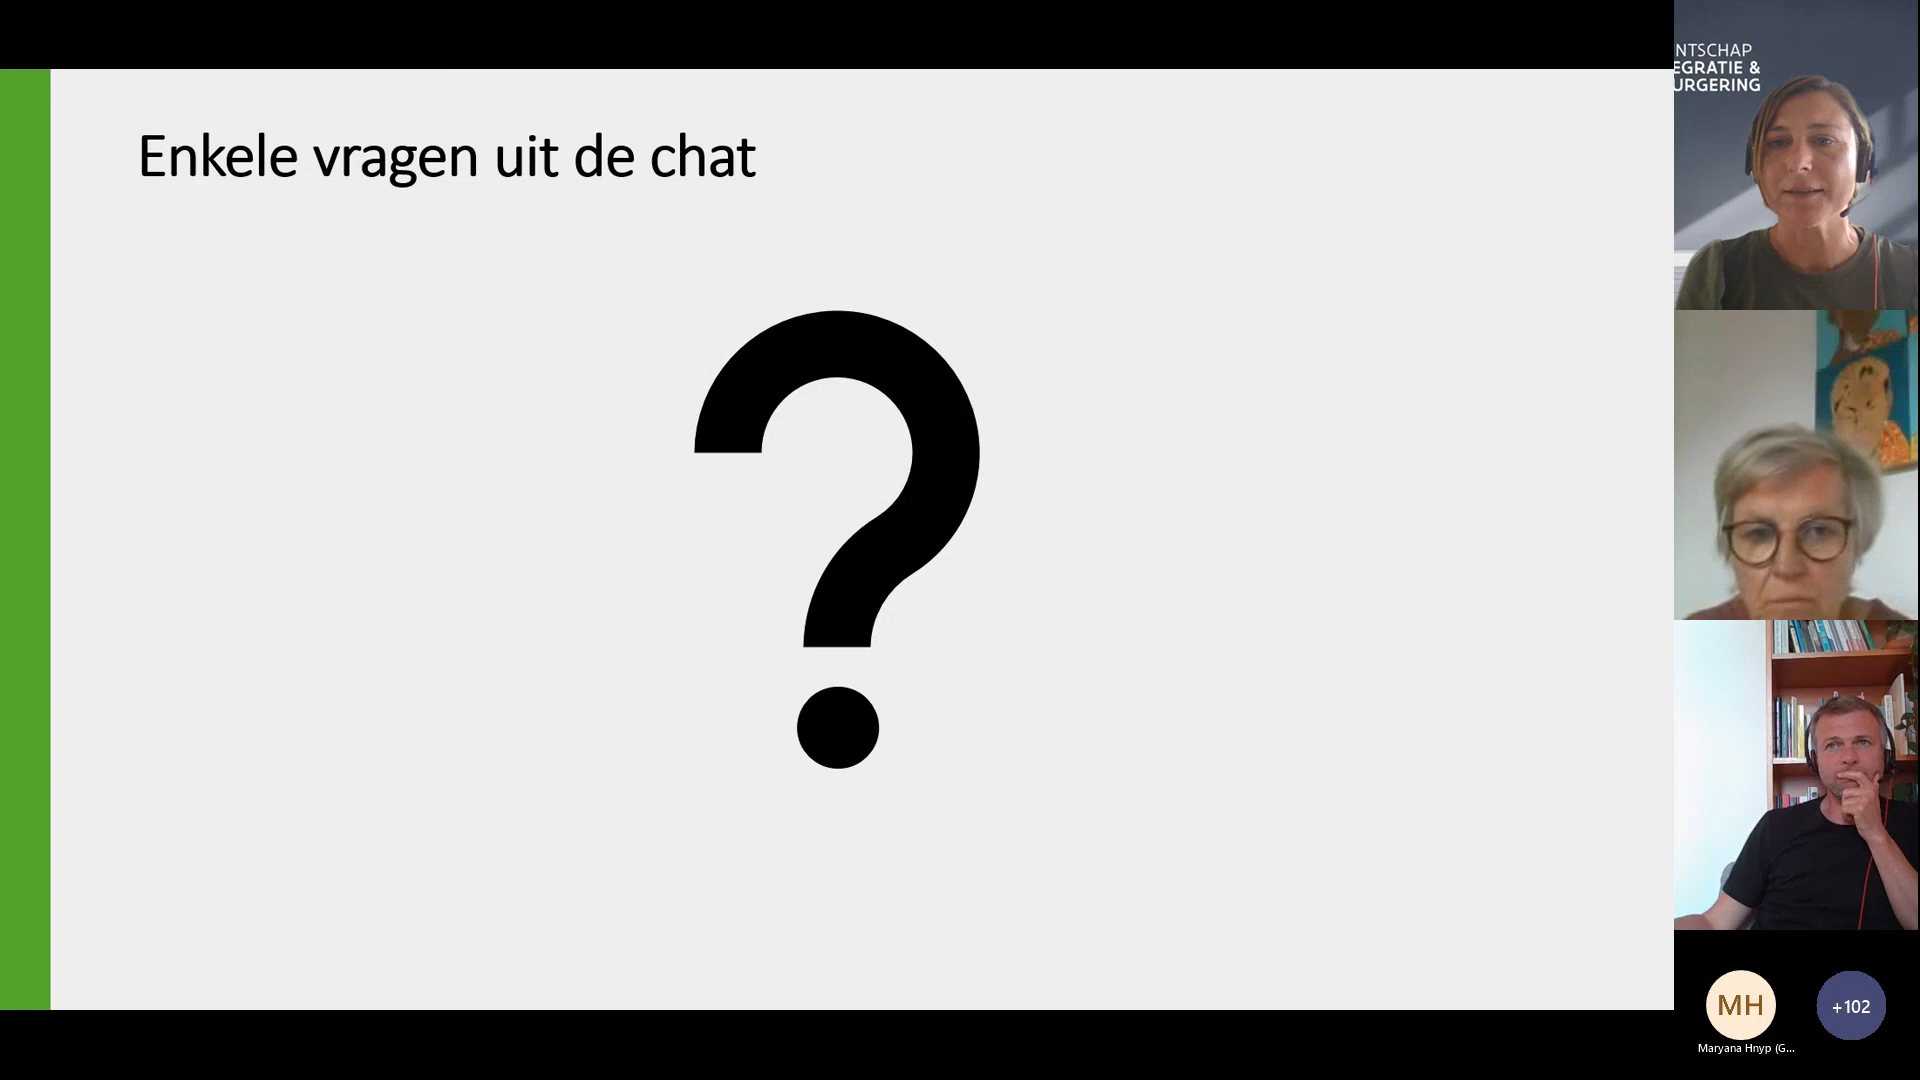 Enkele vragen uit de chat
?
NTSCHAP
EGRATIE &
URGERING
MH
+102
Maryana Hnyp (G...